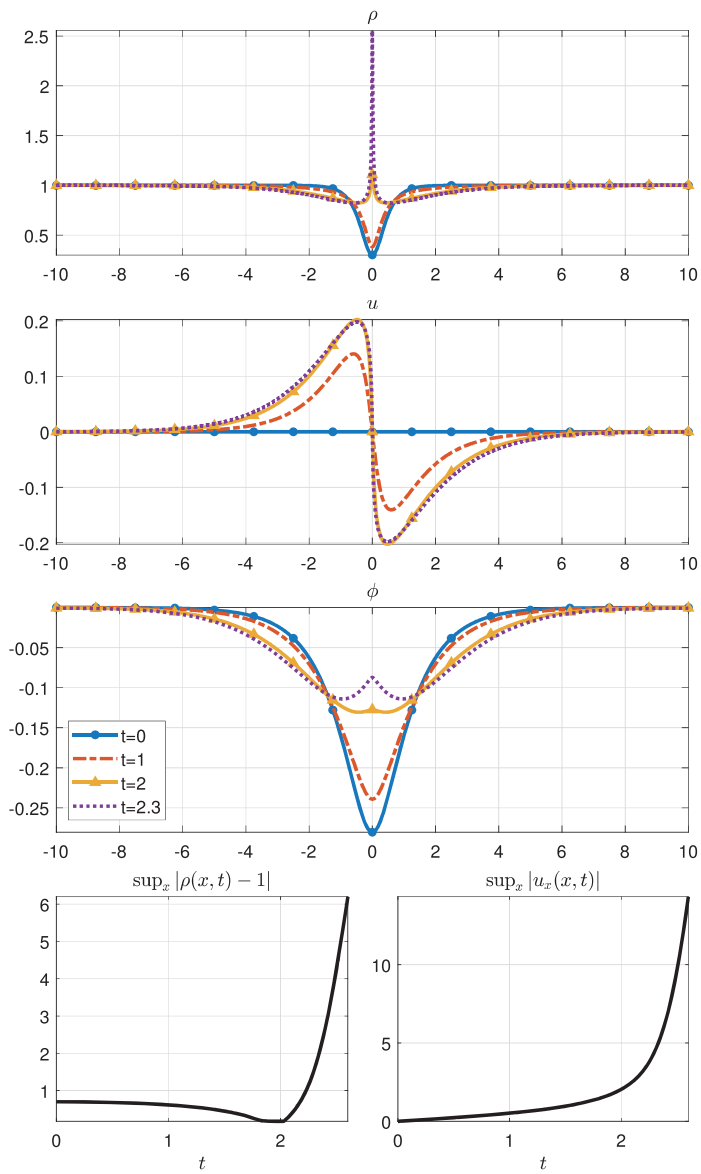 ρ
2.5
2
1.5
1
0.5
-10 -8 -6 -4 -2 0 2 4 6 8 10
u
0.2
0.1
0
-0.1
-0.2
-10 -8 -6 -4 -2 0 2 4 6 8 10
ϕ
-0.05
-0.1
-0.15
-0.2
-0.25
t=0
t=1
t=2
t=2.3
-10 -8 -6 -4 -2 0 2 4 6 8 10
supₓ |ρ(x, t) − 1|
6
5
4
3
2
1
0 1 2
t
supₓ |uₓ(x, t)|
10
5
0
0 1 2
t